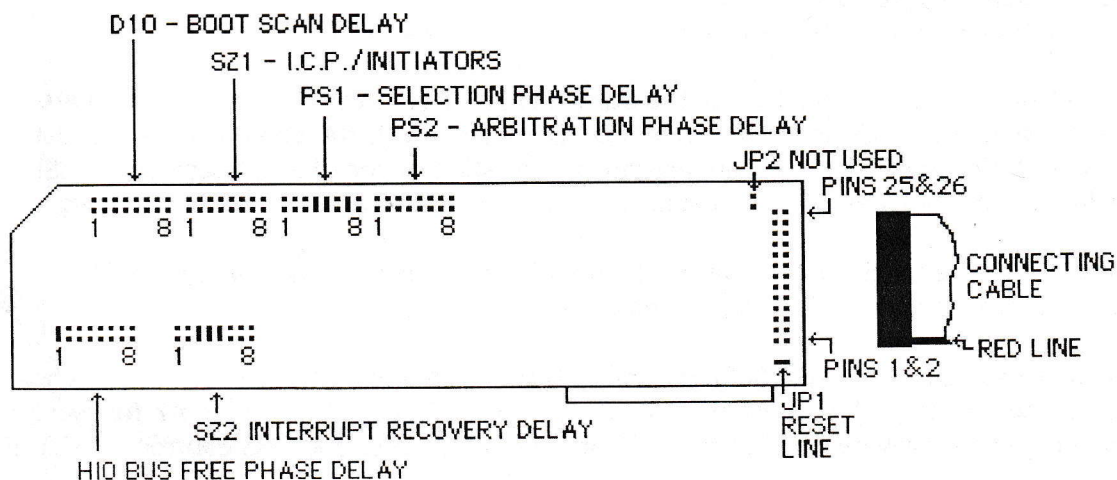 D10 - BOOT SCAN DELAY
SZ1 - I.C.P./INITIATORS
PS1 - SELECTION PHASE DELAY
PS2 - ARBITRATION PHASE DELAY
JP2 NOT USED
PINS 25&26
1 8 1 8 1 8 1 8
CONNECTING
CABLE
1 8 1 8
RED LINE
PINS 1&2
JP1
RESET
LINE
SZ2 INTERRUPT RECOVERY DELAY
HIO BUS FREE PHASE DELAY